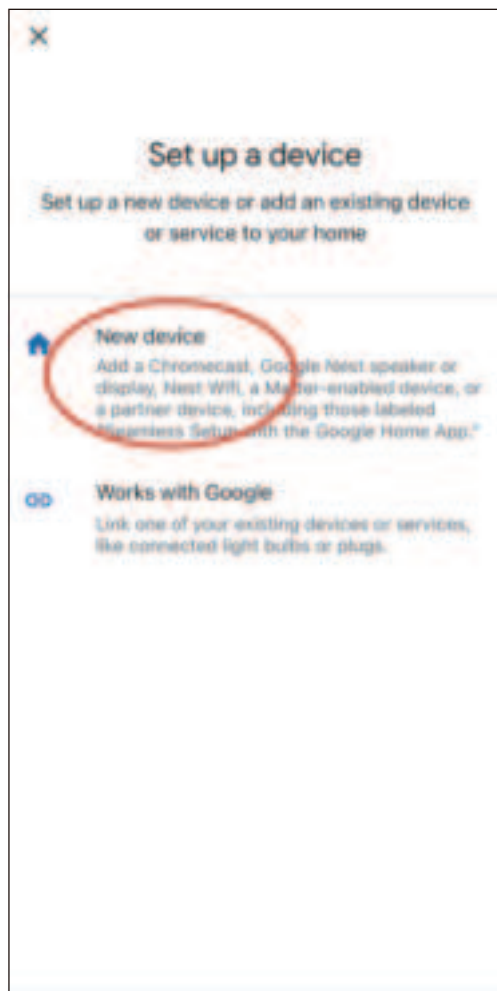 Set up a device
Set up a new device or add an existing device
or service to your home
New device
Add a Chromecast, Google Nest speaker or
display, Nest Wifi, a Matter-enabled device, or
a partner device, including those labeled
"Seamless Setup with the Google Home App."
Works with Google
Link one of your existing devices or services,
like connected light bulbs or plugs.